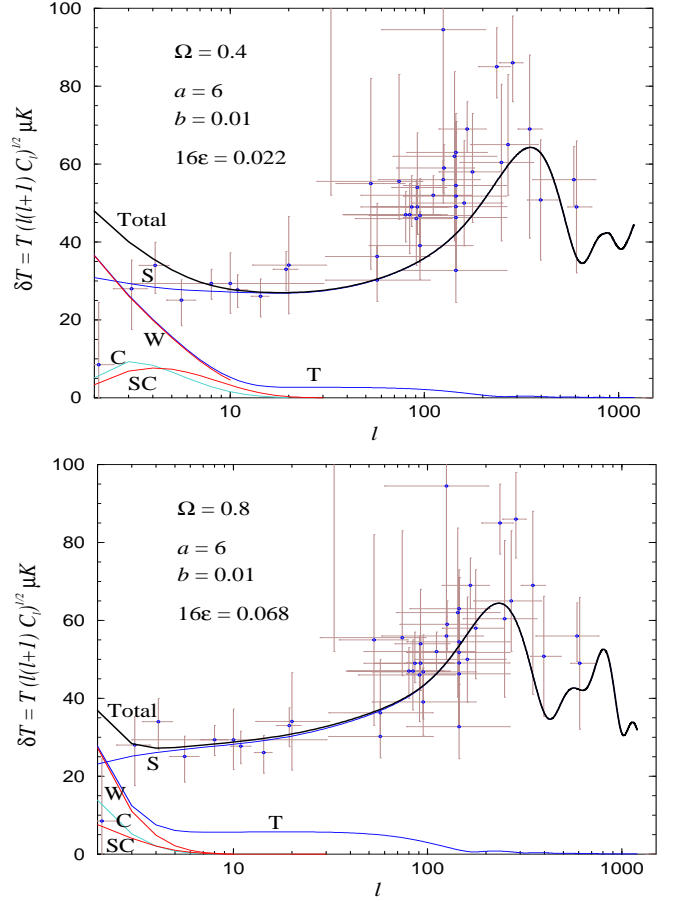 100
80
60
40
20
0
δT = T (l(l+1) C_l)^{1/2} μK
Ω = 0.4
a = 6
b = 0.01
16ε = 0.022
Total
S
W
C
SC
T
10
100
1000
l
100
80
60
40
20
0
δT = T (l(l+1) C_l)^{1/2} μK
Ω = 0.8
a = 6
b = 0.01
16ε = 0.068
Total
S
W
C
SC
T
10
100
1000
l